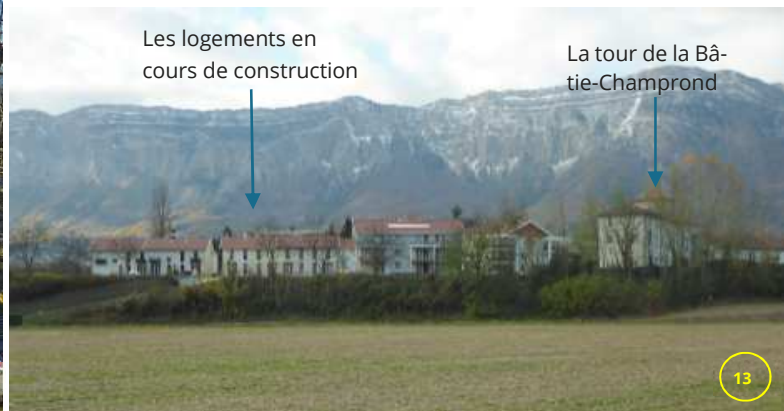 Les logements en
cours de construction
La tour de la Bâ-
tie-Champrond
13